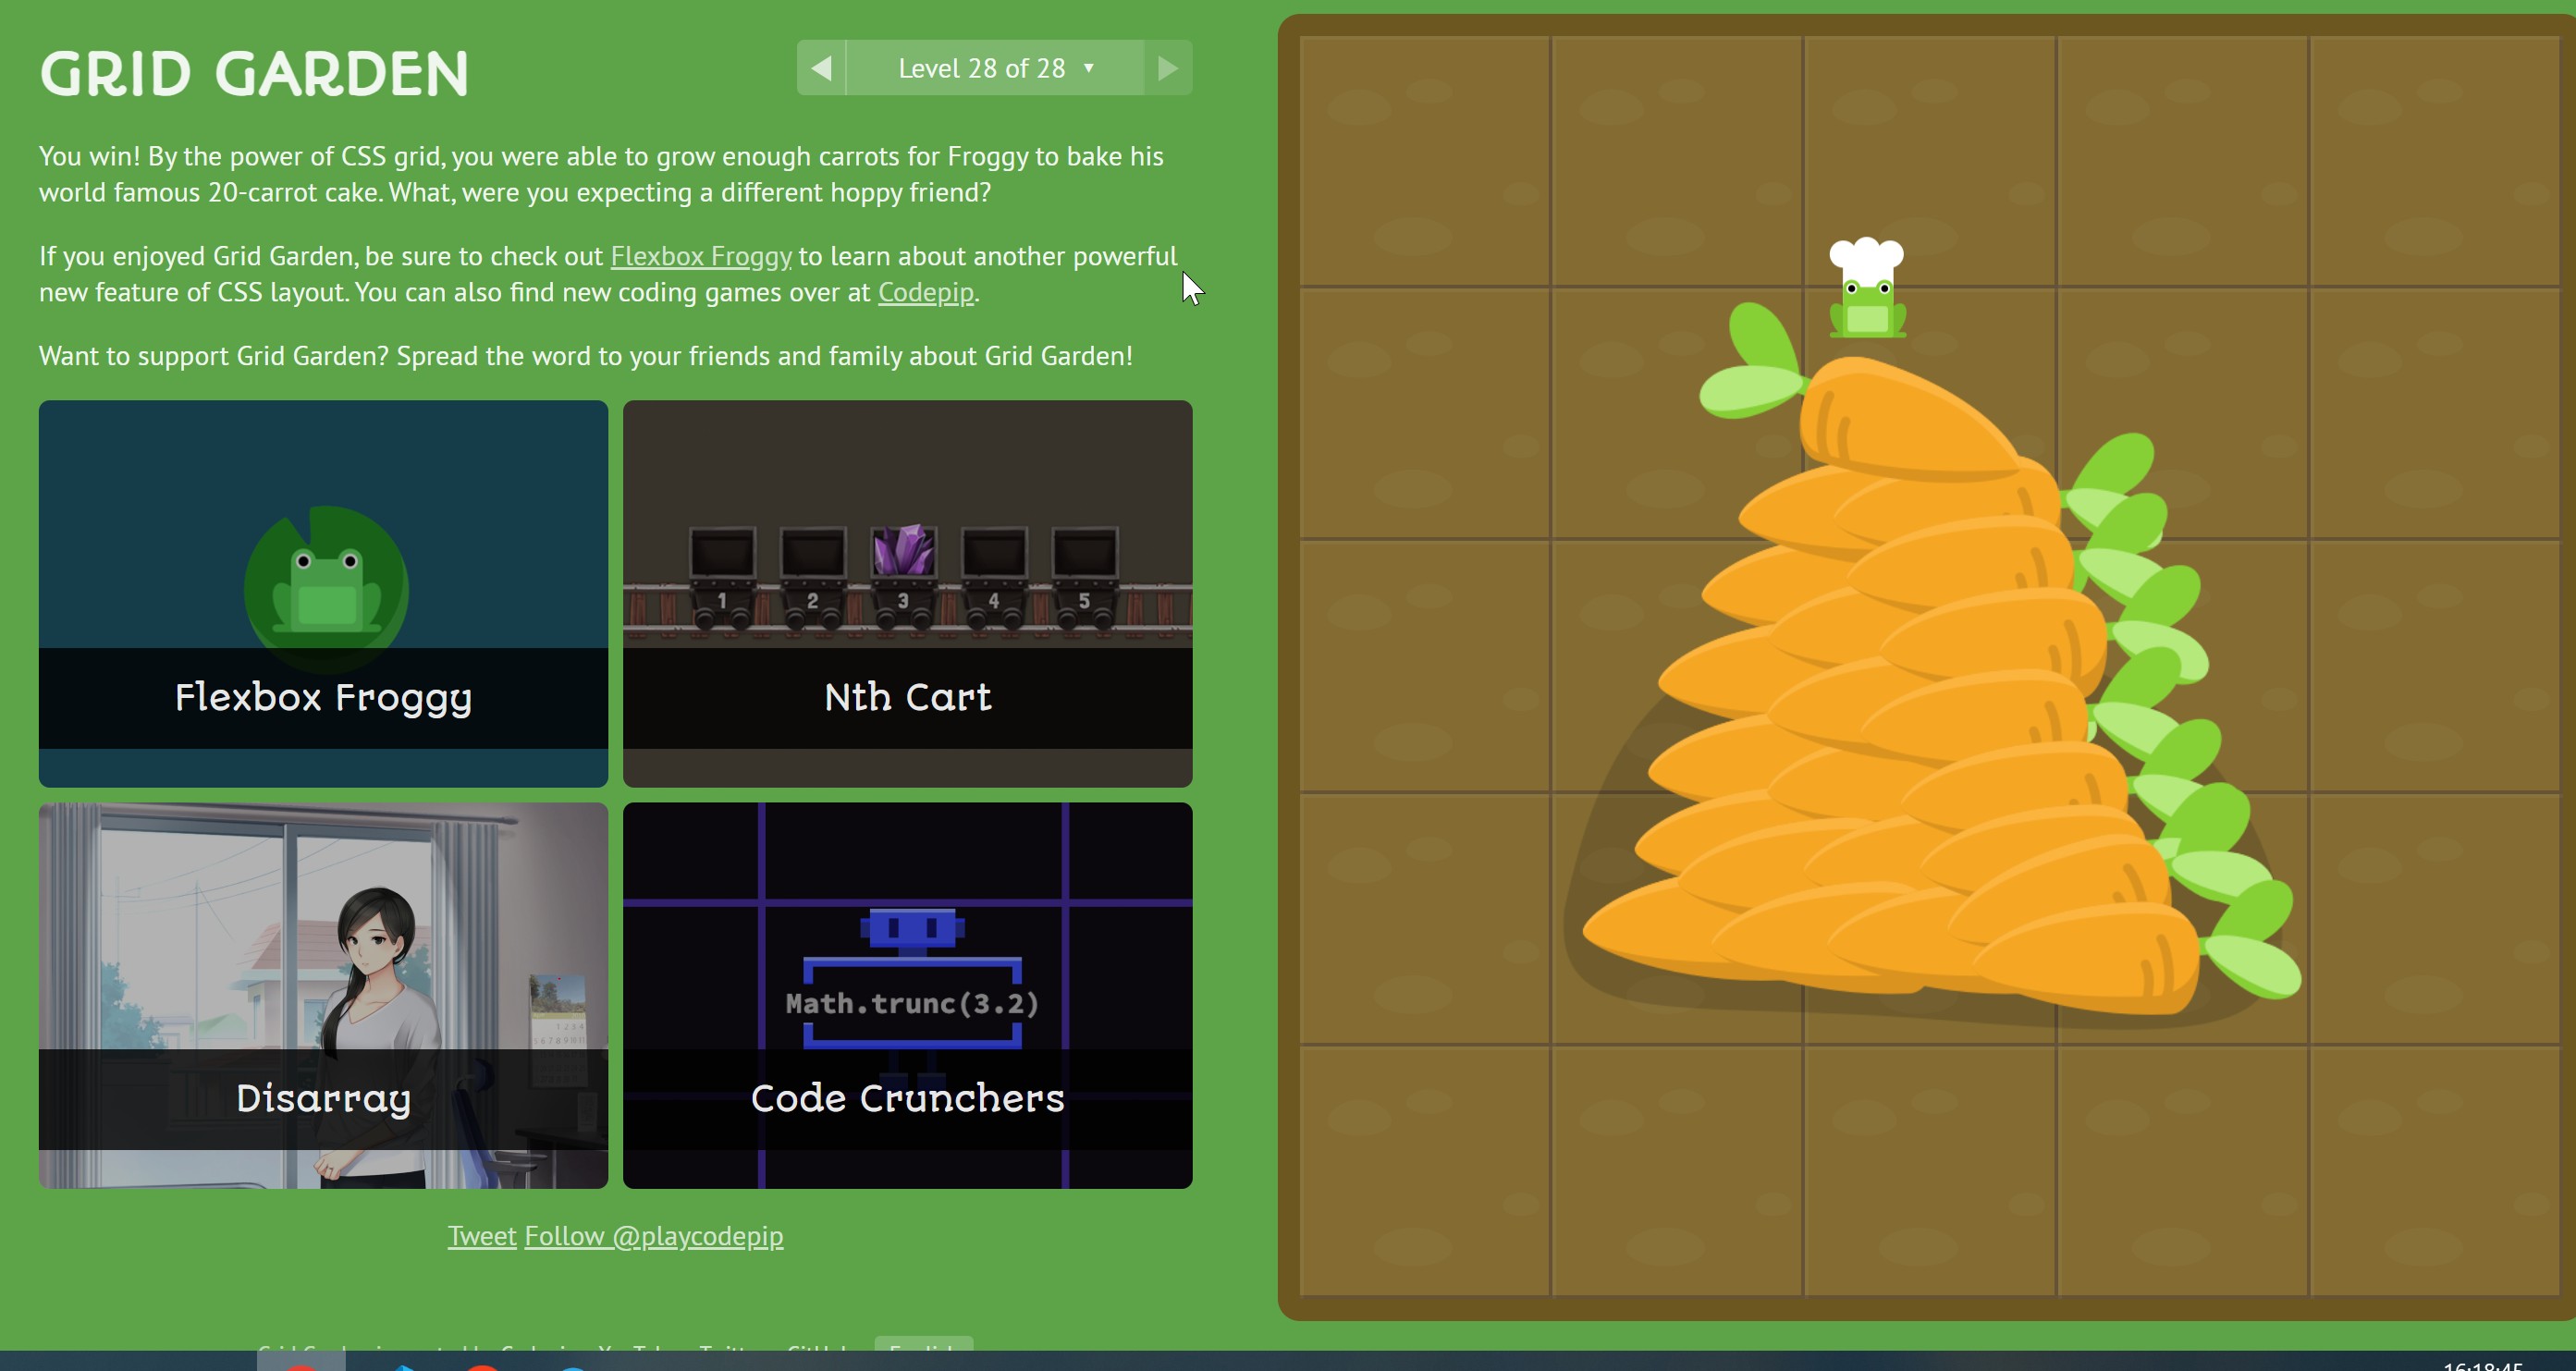 GRID GARDEN
Level 28 of 28
You win! By the power of CSS grid, you were able to grow enough carrots for Froggy to bake his
world famous 20-carrot cake. What, were you expecting a different hoppy friend?
If you enjoyed Grid Garden, be sure to check out Flexbox Froggy to learn about another powerful
new feature of CSS layout. You can also find new coding games over at Codepip.
Want to support Grid Garden? Spread the word to your friends and family about Grid Garden!
1 2 3 4 5
Flexbox Froggy
Nth Cart
Math.trunc(3.2)
Disarray
Code Crunchers
Tweet Follow @playcodepip
16:18:45